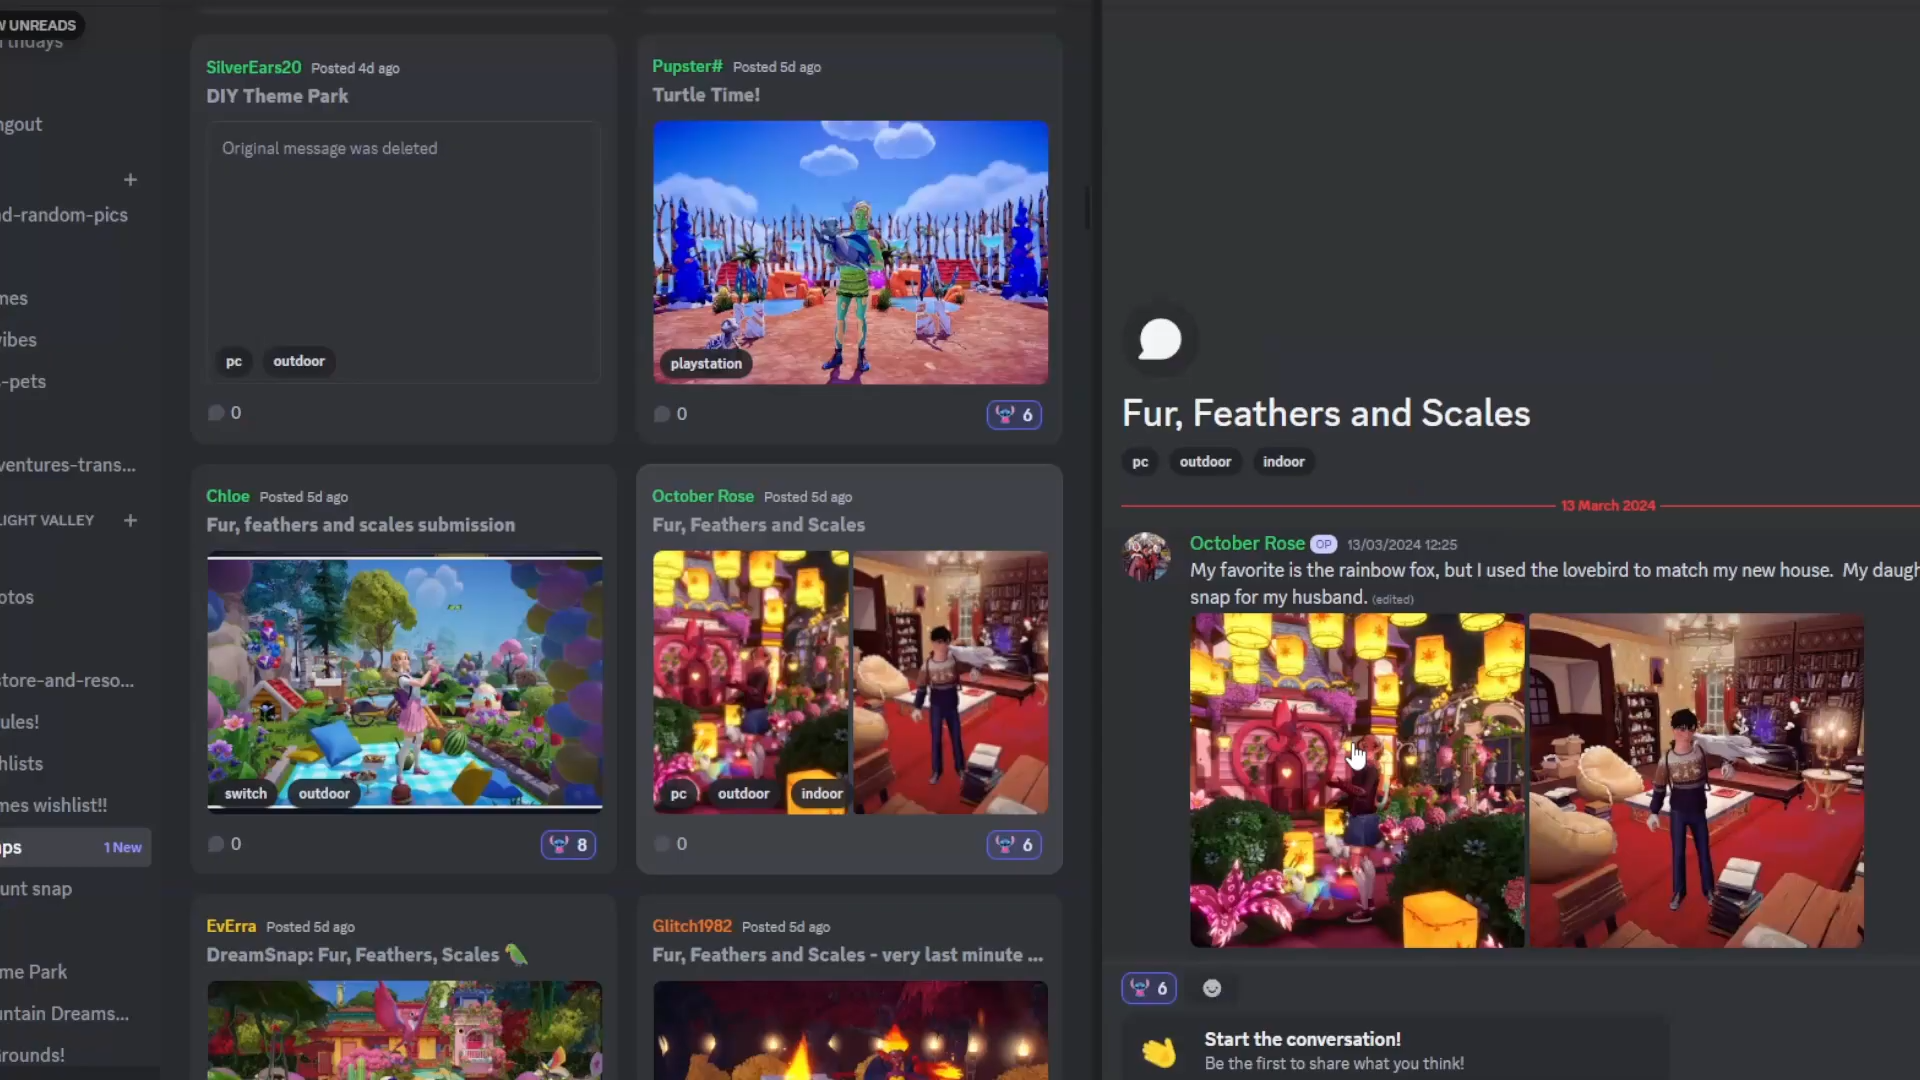 W UNREADS
rthdays
ngout
d-random-pics
mes
vibes
-pets
ventures-trans...
LIGHT VALLEY
otos
tore-and-reso...
ules!
hlists
mes wishlist!!
ps 1 New
unt snap
me Park
untain Dreams...
rounds!
SilverEars20 Posted 4d ago
DIY Theme Park
Original message was deleted
pc outdoor
0
Pupster# Posted 5d ago
Turtle Time!
playstation
0 6
Chloe Posted 5d ago
Fur, feathers and scales submission
switch outdoor
0 8
October Rose Posted 5d ago
Fur, Feathers and Scales
pc outdoor indoor
0 6
EvErra Posted 5d ago
DreamSnap: Fur, Feathers, Scales
Glitch1982 Posted 5d ago
Fur, Feathers and Scales - very last minute ...
Fur, Feathers and Scales
pc outdoor indoor
13 March 2024
October Rose OP 13/03/2024 12:25
My favorite is the rainbow fox, but I used the lovebird to match my new house. My daugh
snap for my husband. (edited)
6
Start the conversation!
Be the first to share what you think!